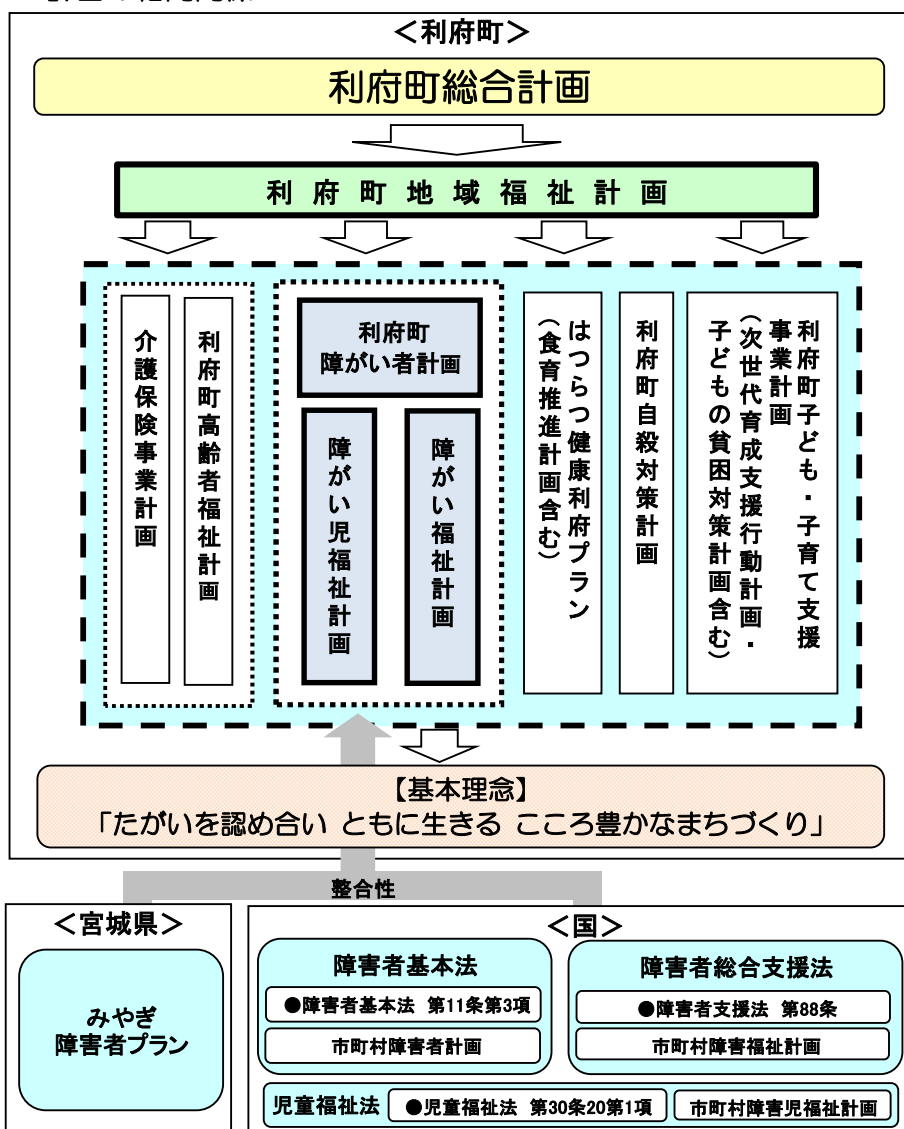 ＜利府町＞
利府町総合計画
利府町地域福祉計画
介護保険事業計画
利府町高齢者福祉計画
利府町
障がい者計画
障がい児福祉計画
障がい福祉計画
はつらつ健康利府プラン
（食育推進計画含む）
利府町自殺対策計画
利府町子ども・子育て支援
事業計画
（次世代育成支援行動計画・
子どもの貧困対策計画含む）
【基本理念】
「たがいを認め合い ともに生きる こころ豊かなまちづくり」
整合性
＜宮城県＞
みやぎ
障害者プラン
＜国＞
障害者基本法
●障害者基本法 第11条第3項
市町村障害者計画
障害者総合支援法
●障害者支援法 第88条
市町村障害福祉計画
児童福祉法
●児童福祉法 第30条20第1項
市町村障害児福祉計画